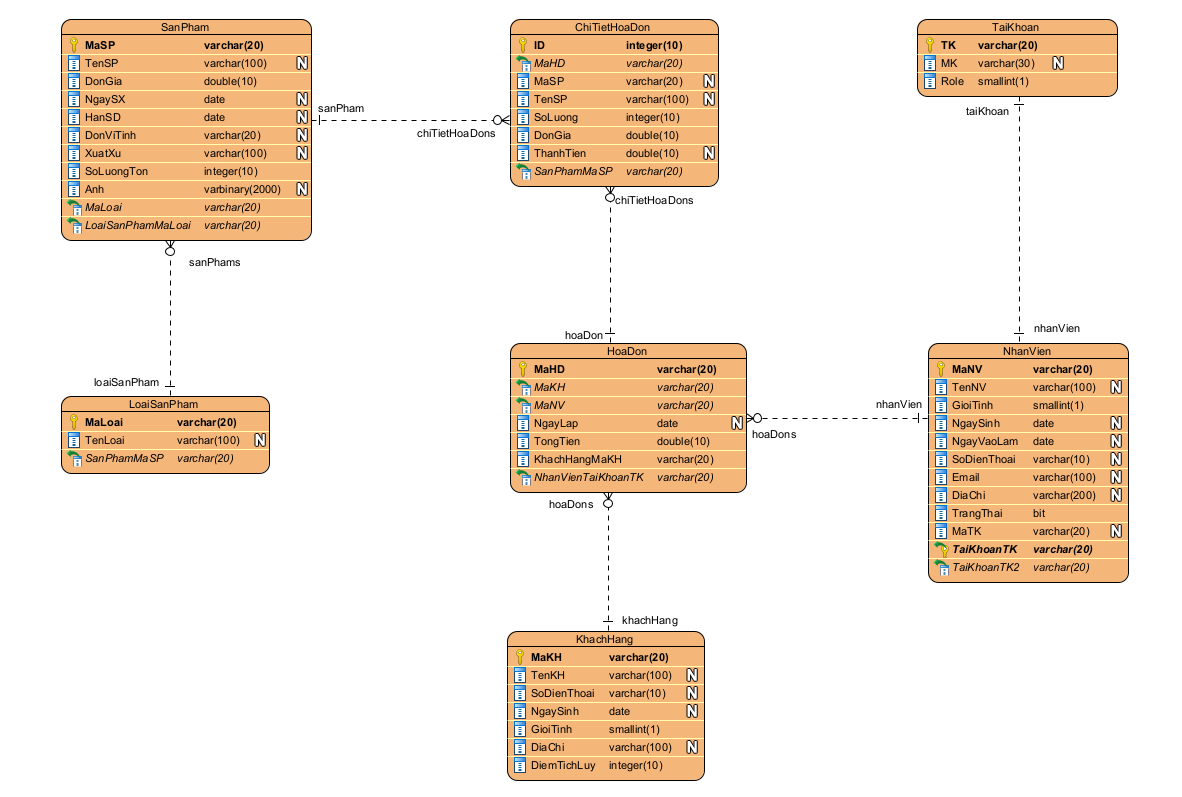 SanPham
MaSP varchar(20)
TenSP varchar(100) N
DonGia double(10)
NgaySX date N
HanSD date N
DonViTinh varchar(20) N
XuatXu varchar(100) N
SoLuongTon integer(10)
Anh varbinary(2000) N
MaLoai varchar(20)
LoaiSanPhamMaLoai varchar(20)
sanPham
chiTietHoaDons
ChiTietHoaDon
ID integer(10)
MaHD varchar(20)
MaSP varchar(20) N
TenSP varchar(100) N
SoLuong integer(10)
DonGia double(10)
ThanhTien double(10) N
SanPhamMaSP varchar(20)
chiTietHoaDons
TaiKhoan
TK varchar(20)
MK varchar(30) N
Role smallint(1)
taiKhoan
sanPhams
loaiSanPham
LoaiSanPham
MaLoai varchar(20)
TenLoai varchar(100) N
SanPhamMaSP varchar(20)
hoaDon
HoaDon
MaHD varchar(20)
MaKH varchar(20)
MaNV varchar(20)
NgayLap date N
TongTien double(10)
KhachHangMaKH varchar(20)
NhanVienTaiKhoanTK varchar(20)
nhanVien
hoaDons
nhanVien
NhanVien
MaNV varchar(20)
TenNV varchar(100) N
GioiTinh smallint(1)
NgaySinh date N
NgayVaoLam date N
SoDienThoai varchar(10) N
Email varchar(100) N
DiaChi varchar(200) N
TrangThai bit
MaTK varchar(20) N
TaiKhoanTK varchar(20)
TaiKhoanTK2 varchar(20)
hoaDons
khachHang
KhachHang
MaKH varchar(20)
TenKH varchar(100) N
SoDienThoai varchar(10) N
NgaySinh date N
GioiTinh smallint(1)
DiaChi varchar(100) N
DiemTichLuy integer(10)